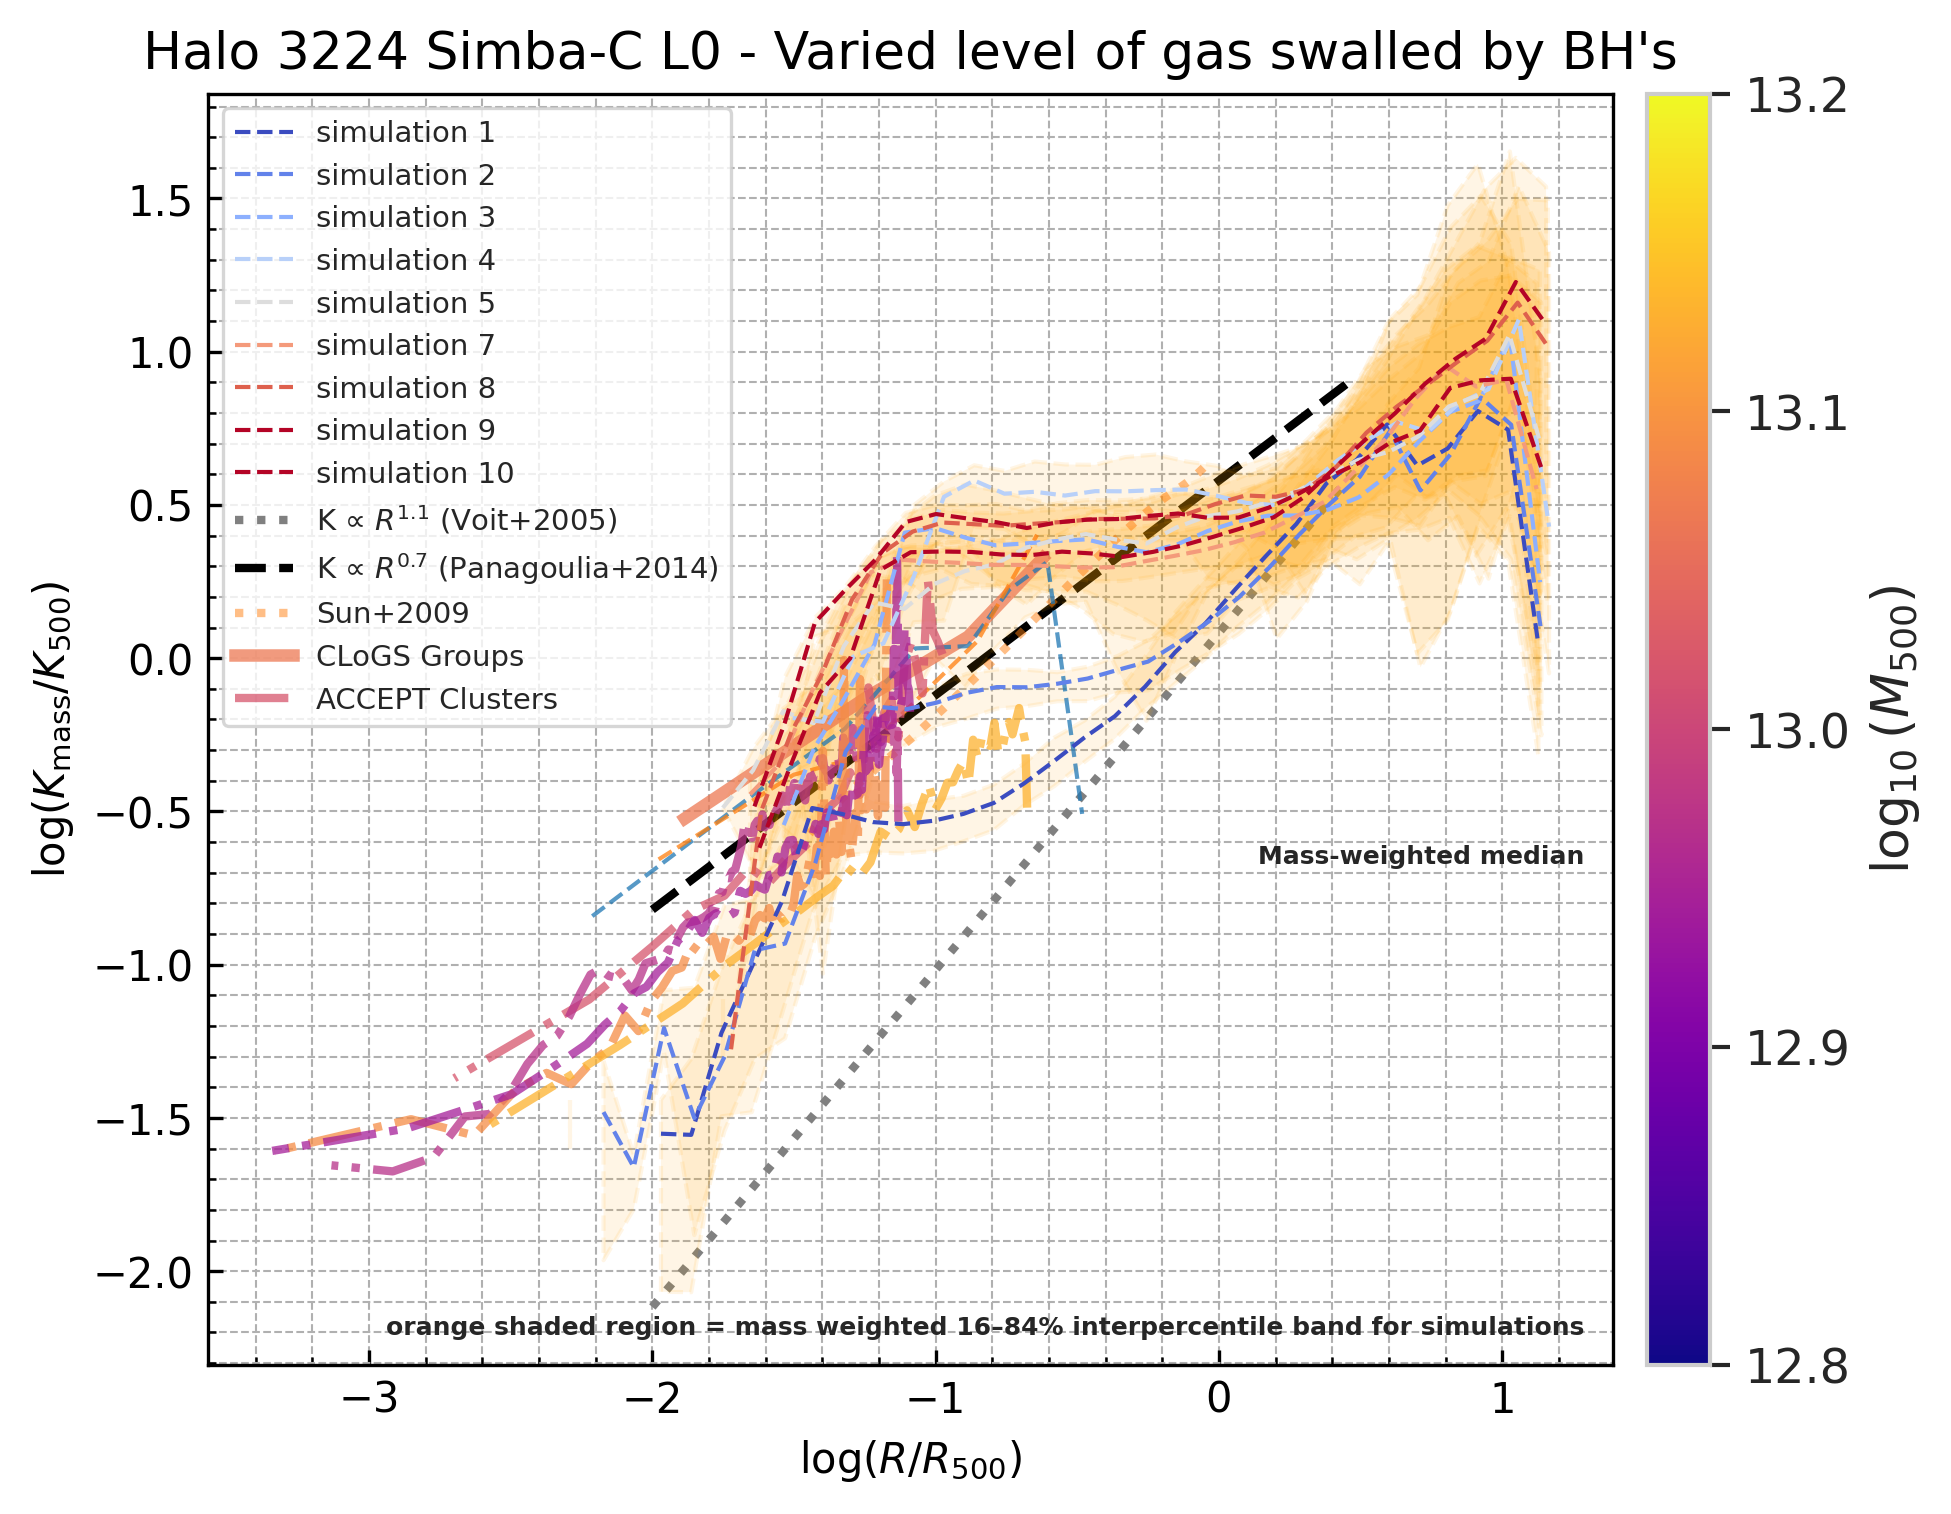 Halo 3224 Simba-C L0 - Varied level of gas swalled by BH's
simulation 1
simulation 2
simulation 3
simulation 4
simulation 5
simulation 7
simulation 8
simulation 9
simulation 10
K ∝ R^1.1 (Voit+2005)
K ∝ R^0.7 (Panagoulia+2014)
Sun+2009
CLoGS Groups
ACCEPT Clusters
1.5
1.0
0.5
0.0
−0.5
−1.0
−1.5
−2.0
log(K_mass/K_500)
Mass-weighted median
orange shaded region = mass weighted 16–84% interpercentile band for simulations
−3 −2 −1 0 1
log(R/R_500)
13.2
13.1
13.0
12.9
12.8
log_10 (M_500)